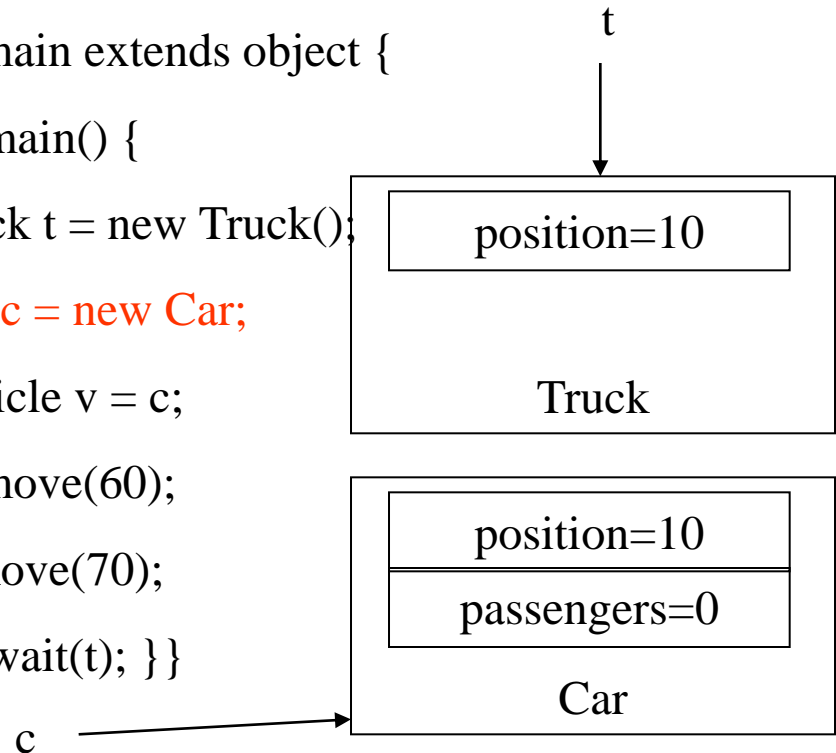 t
main extends object {
main() {
ck t = new Truck();
position=10
c = new Car;
icle v = c;
Truck
move(60);
position=10
move(70);
passengers=0
wait(t); }}
Car
c